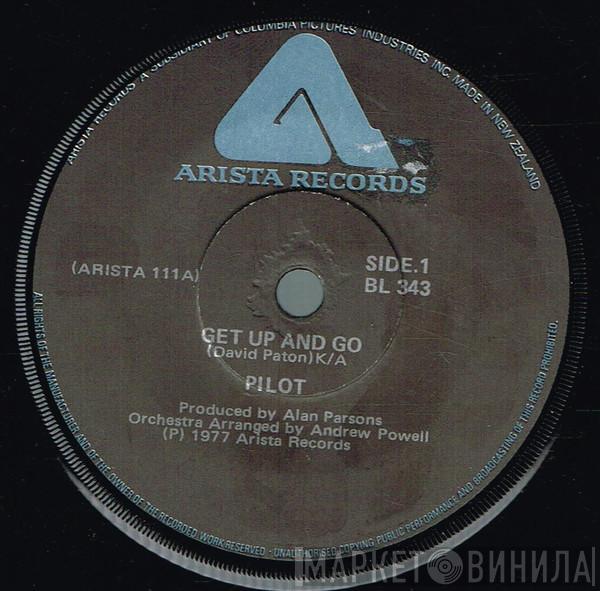 ARISTA RECORDS A SUBSIDIARY OF COLUMBIA PICTURES INDUSTRIES INC. MADE IN NEW ZEALAND
ARISTA RECORDS
(ARISTA 111A)
SIDE.1
BL 343
GET UP AND GO
(David Paton)K/A
PILOT
Produced by Alan Parsons
Orchestra Arranged by Andrew Powell
(P) 1977 Arista Records
ALL RIGHTS OF THE MANUFACTURER AND OF THE OWNER OF THE RECORDED WORK RESERVED - UNAUTHORISED COPYING PUBLIC PERFORMANCE AND BROADCASTING OF THIS RECORD PROHIBITED.
МАРКЕТ ВИНИЛА